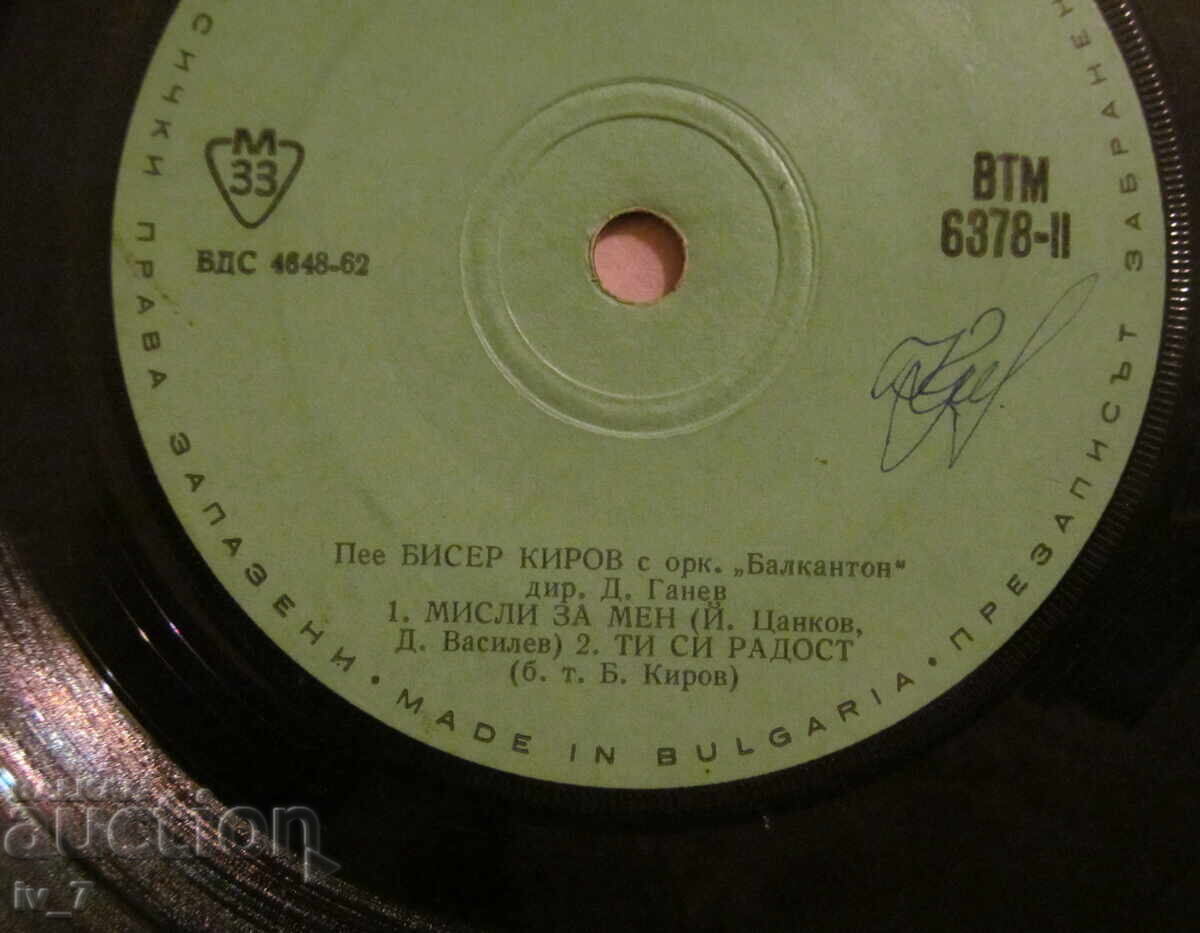 М
33
БДС 4648-62
ВТМ
6378-II
Пее БИСЕР КИРОВ с орк. „Балкантон"
дир. Д. Ганев
1. МИСЛИ ЗА МЕН (Й. Цанков,
Д. Василев) 2. ТИ СИ РАДОСТ
(б. т. Б. Киров)
СИЧКИ ПРАВА ЗАПАЗЕНИ • MADE IN BULGARIA • ПРЕЗАПИСЪТ ЗАБРАНЕН
auction
iv_7